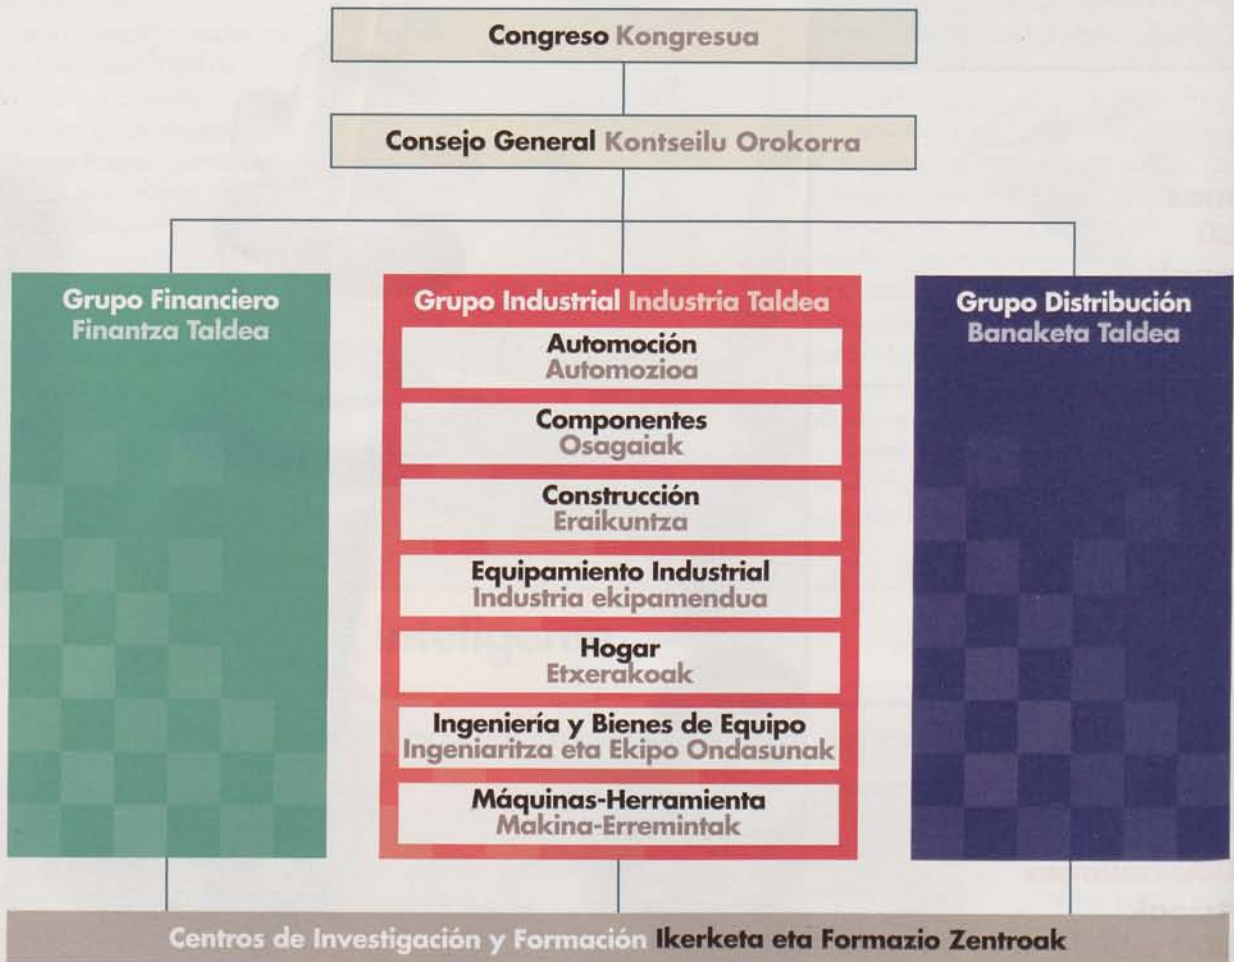 Congreso Kongresua
Consejo General Kontseilu Orokorra
Grupo Financiero
Finantza Taldea
Grupo Industrial Industria Taldea
Automoción
Automozioa
Componentes
Osagaiak
Construcción
Eraikuntza
Equipamiento Industrial
Industria ekipamendua
Hogar
Etxerakoak
Ingeniería y Bienes de Equipo
Ingeniaritza eta Ekipo Ondasunak
Máquinas-Herramienta
Makina-Erremintak
Grupo Distribución
Banaketa Taldea
Centros de Investigación y Formación Ikerketa eta Formazio Zentroak